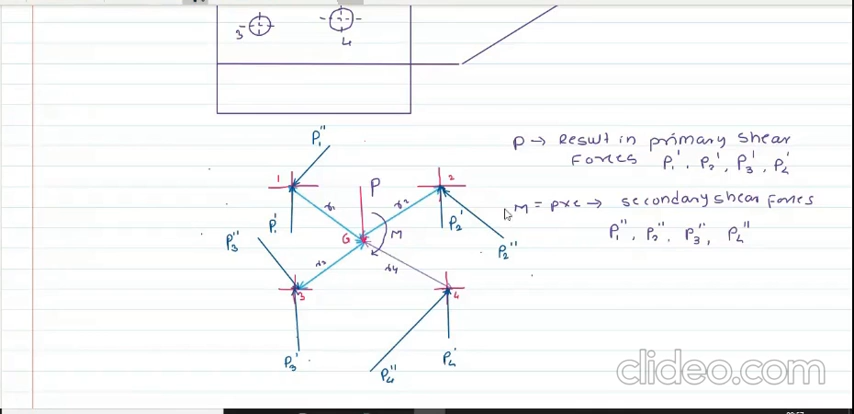 3
4
P1''
P → Result in primary shear
Forces P1', P2', P3', P4'
1
2
P
r1
r2
M = P×e → secondary shear forces
P1'', P2'', P3'', P4''
P1'
P2'
G
M
P3''
P2''
r3
r4
3
4
P3'
P4'
P4''
clideo.com